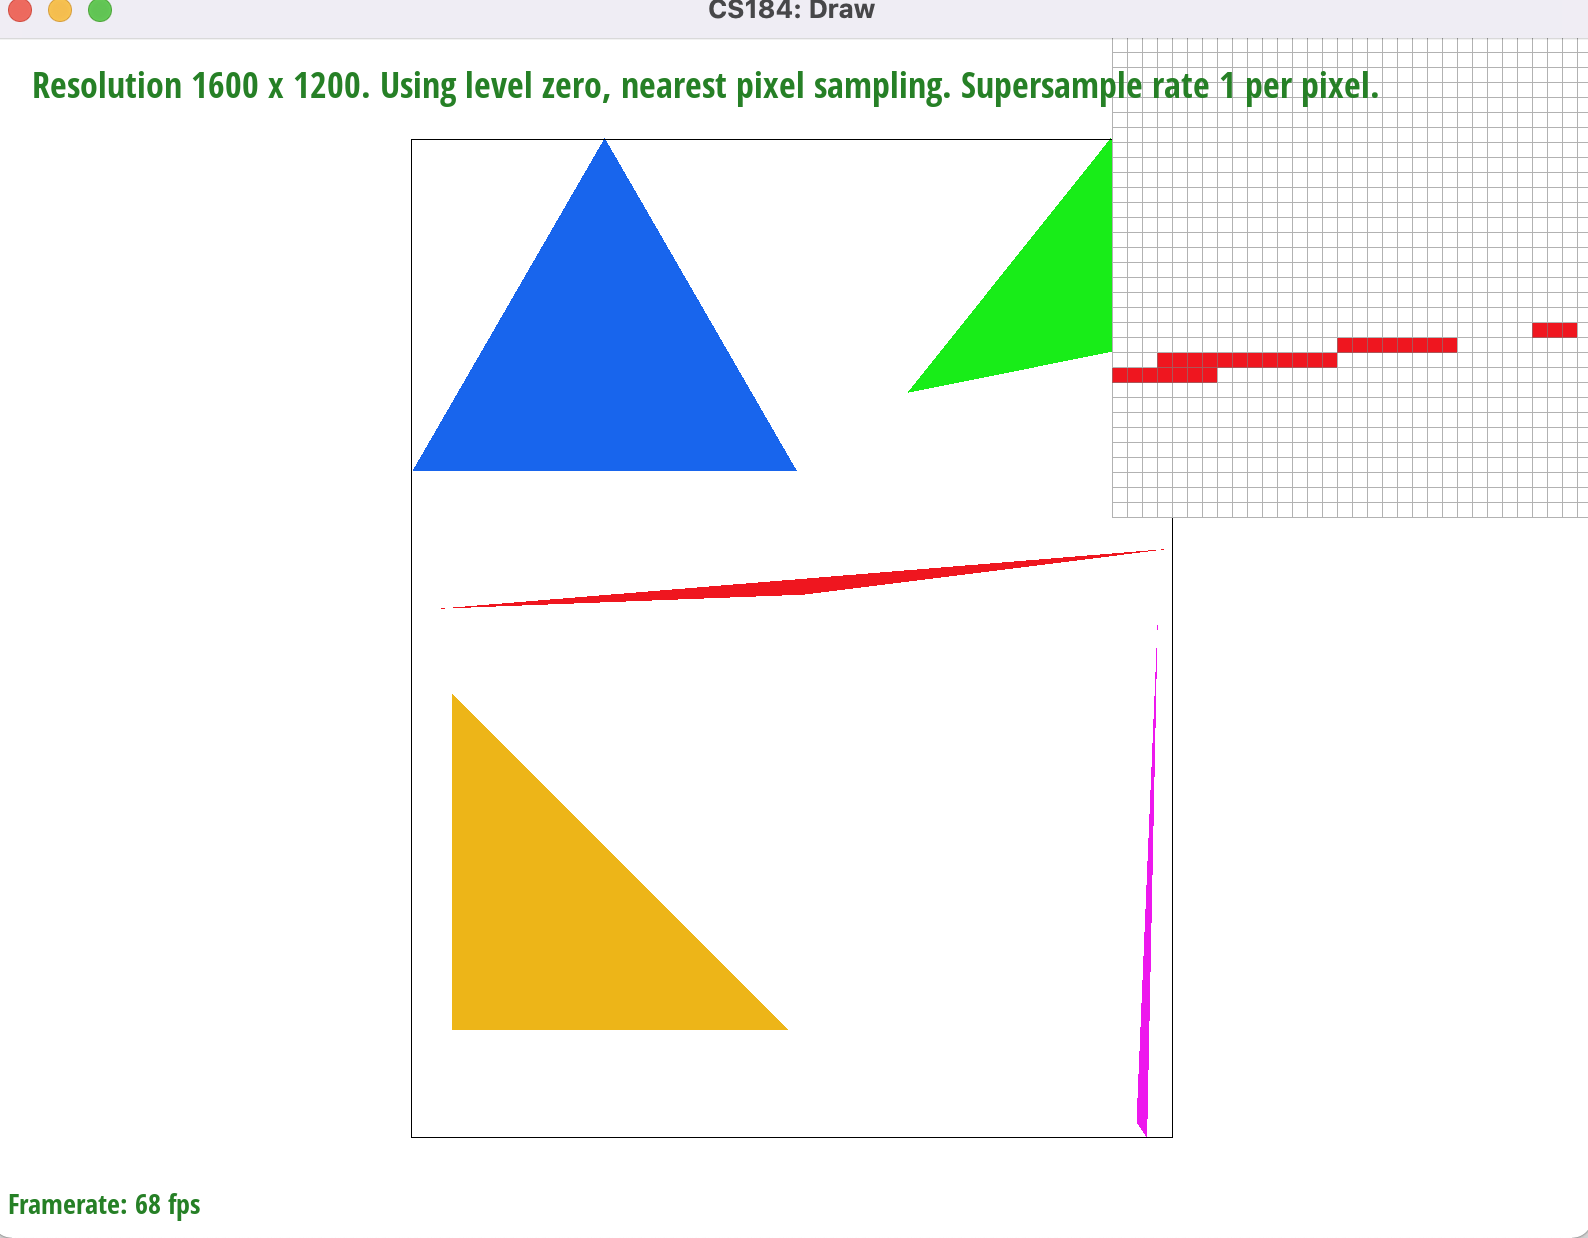 CS184: Draw
Resolution 1600 x 1200. Using level zero, nearest pixel sampling. Supersample rate 1 per pixel.
Framerate: 68 fps